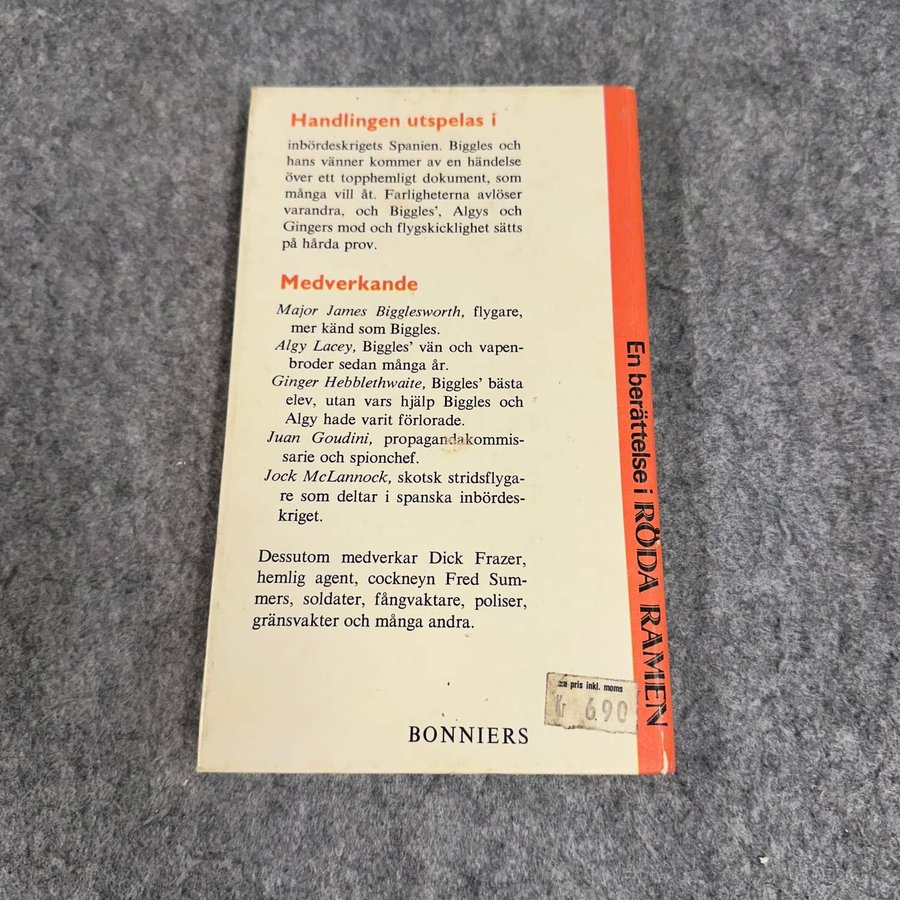 Handlingen utspelas i
inbördeskrigets Spanien. Biggles och
hans vänner kommer av en händelse
över ett topphemligt dokument, som
många vill åt. Farligheterna avlöser
varandra, och Biggles', Algys och
Gingers mod och flygskicklighet sätts
på hårda prov.
Medverkande
Major James Bigglesworth, flygare,
mer känd som Biggles.
Algy Lacey, Biggles' vän och vapen-
broder sedan många år.
Ginger Hebblethwaite, Biggles' bästa
elev, utan vars hjälp Biggles och
Algy hade varit förlorade.
Juan Goudini, propagandakommis-
sarie och spionchef.
Jock McLannock, skotsk stridsflyga-
re som deltar i spanska inbördes-
kriget.
Dessutom medverkar Dick Frazer,
hemlig agent, cockneyn Fred Sum-
mers, soldater, fångvaktare, poliser,
gränsvakter och många andra.
pris inkl. moms
690
BONNIERS
En berättelse i RÖDA RAMEN